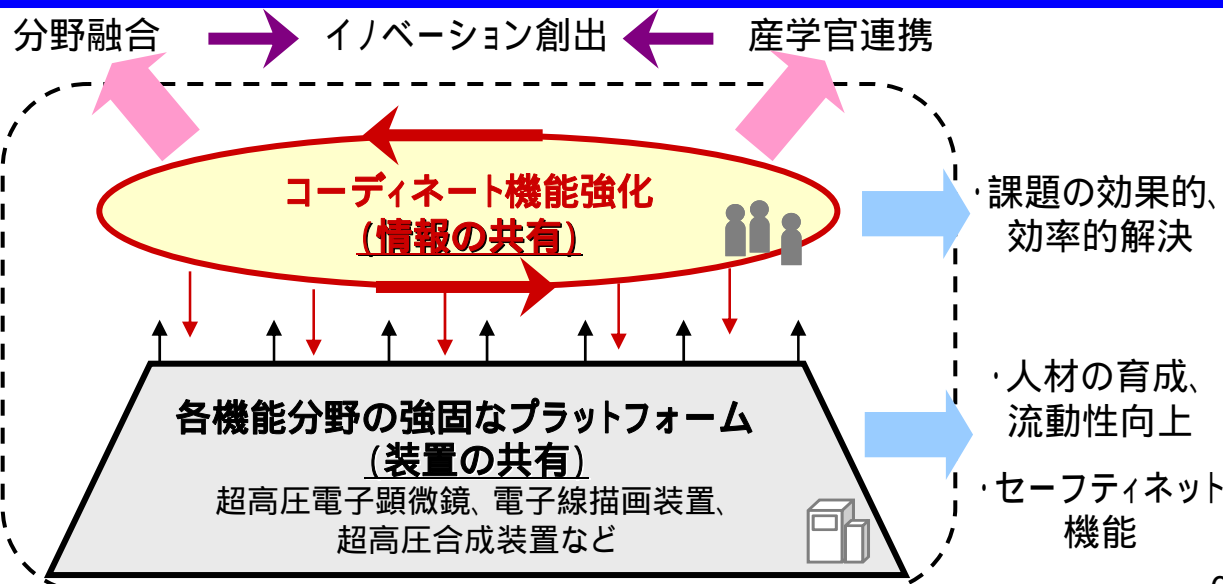 分野融合 イノベーション創出 産学官連携
コーディネート機能強化
(情報の共有)
・課題の効果的、
効率的解決
各機能分野の強固なプラットフォーム
(装置の共有)
超高圧電子顕微鏡、電子線描画装置、
超高圧合成装置など
・人材の育成、
流動性向上
・セーフティネット
機能